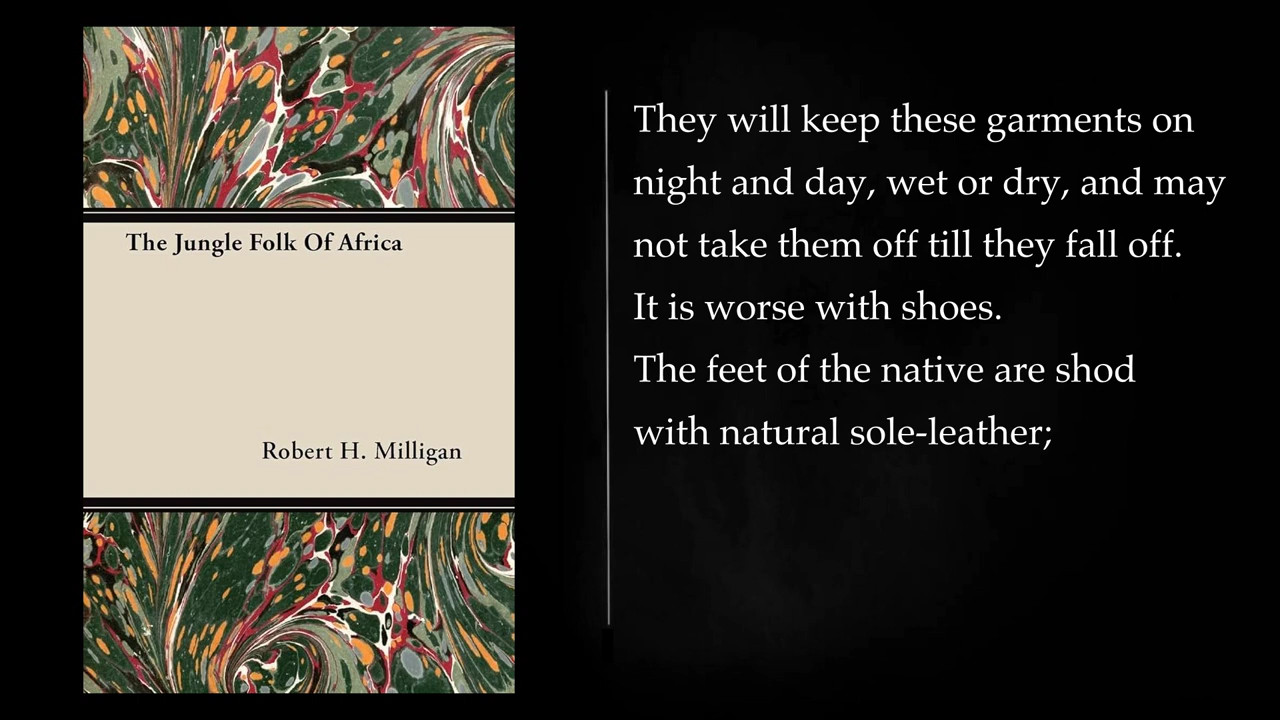 The Jungle Folk Of Africa
Robert H. Milligan
They will keep these garments on
night and day, wet or dry, and may
not take them off till they fall off.
It is worse with shoes.
The feet of the native are shod
with natural sole-leather;